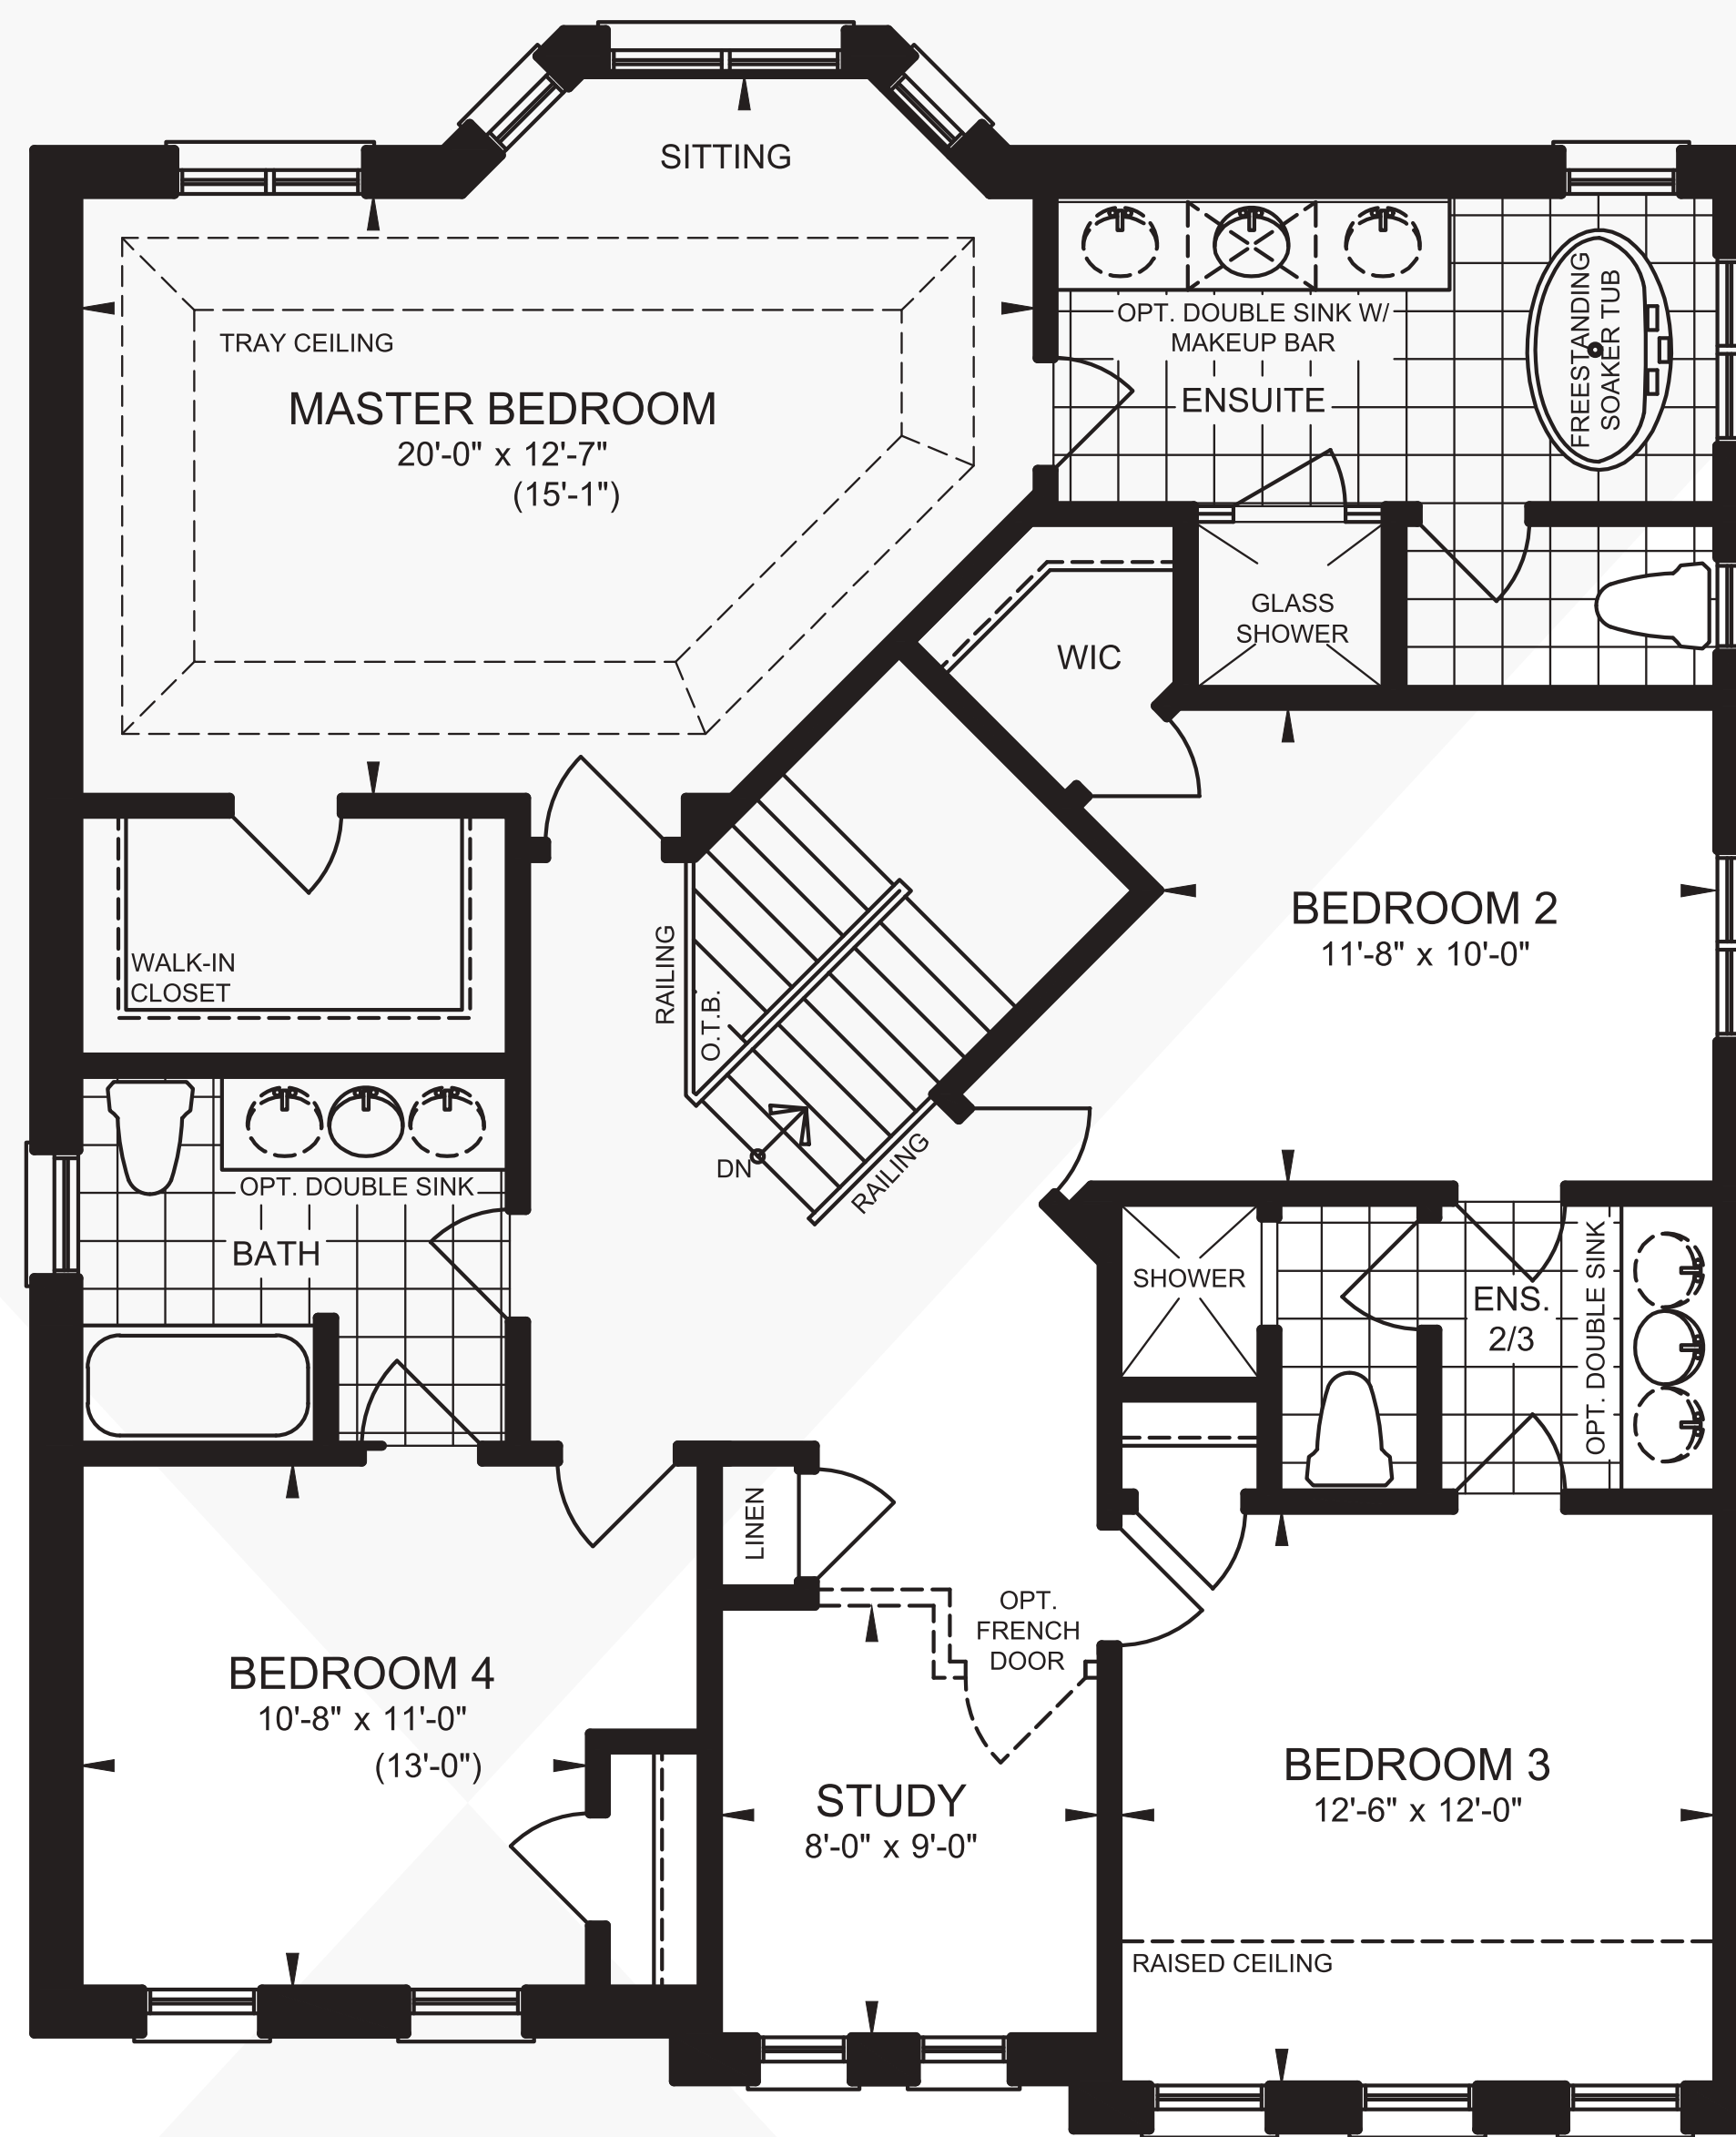 SITTING
TRAY CEILING
MASTER BEDROOM
20'-0" x 12'-7"
(15'-1")
OPT. DOUBLE SINK W/
MAKEUP BAR
ENSUITE
FREESTANDING
SOAKER TUB
GLASS
SHOWER
WIC
WALK-IN
CLOSET
RAILING
O.T.B.
DN
RAILING
BEDROOM 2
11'-8" x 10'-0"
OPT. DOUBLE SINK
BATH
SHOWER
ENS.
2/3
OPT. DOUBLE SINK
LINEN
OPT.
FRENCH
DOOR
BEDROOM 4
10'-8" x 11'-0"
(13'-0")
STUDY
8'-0" x 9'-0"
BEDROOM 3
12'-6" x 12'-0"
RAISED CEILING